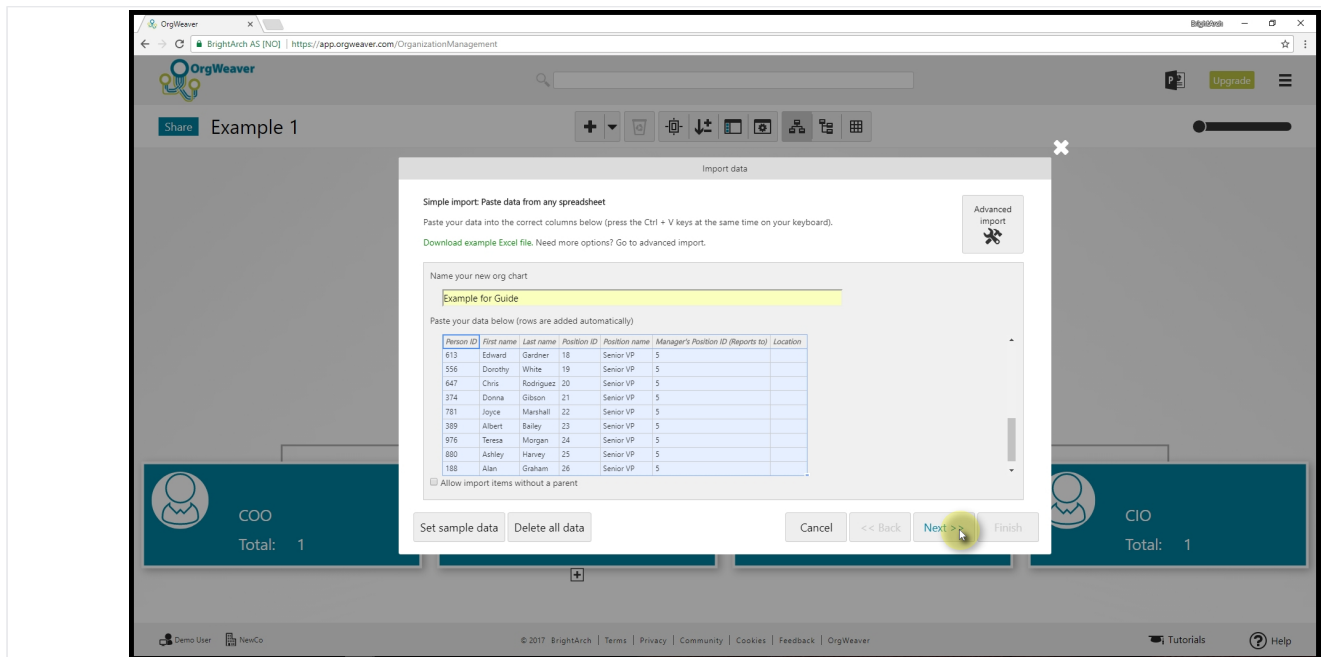 OrgWeaver
BrightArch
BrightArch AS [NO] | https://app.orgweaver.com/OrganizationManagement
OrgWeaver
Upgrade
Share Example 1
Import data
Simple import: Paste data from any spreadsheet
Paste your data into the correct columns below (press the Ctrl + V keys at the same time on your keyboard).
Download example Excel file. Need more options? Go to advanced import.
Advanced
import
Name your new org chart
Example for Guide
Paste your data below (rows are added automatically)
Person ID First name Last name Position ID Position name Manager's Position ID (Reports to) Location
613 Edward Gardner 18 Senior VP 5
556 Dorothy White 19 Senior VP 5
647 Chris Rodriguez 20 Senior VP 5
374 Donna Gibson 21 Senior VP 5
781 Joyce Marshall 22 Senior VP 5
389 Albert Bailey 23 Senior VP 5
976 Teresa Morgan 24 Senior VP 5
880 Ashley Harvey 25 Senior VP 5
188 Alan Graham 26 Senior VP 5
Allow import items without a parent
Set sample data Delete all data Cancel << Back Next >> Finish
COO
Total: 1
CIO
Total: 1
Demo User NewCo © 2017 BrightArch | Terms | Privacy | Community | Cookies | Feedback | OrgWeaver Tutorials Help